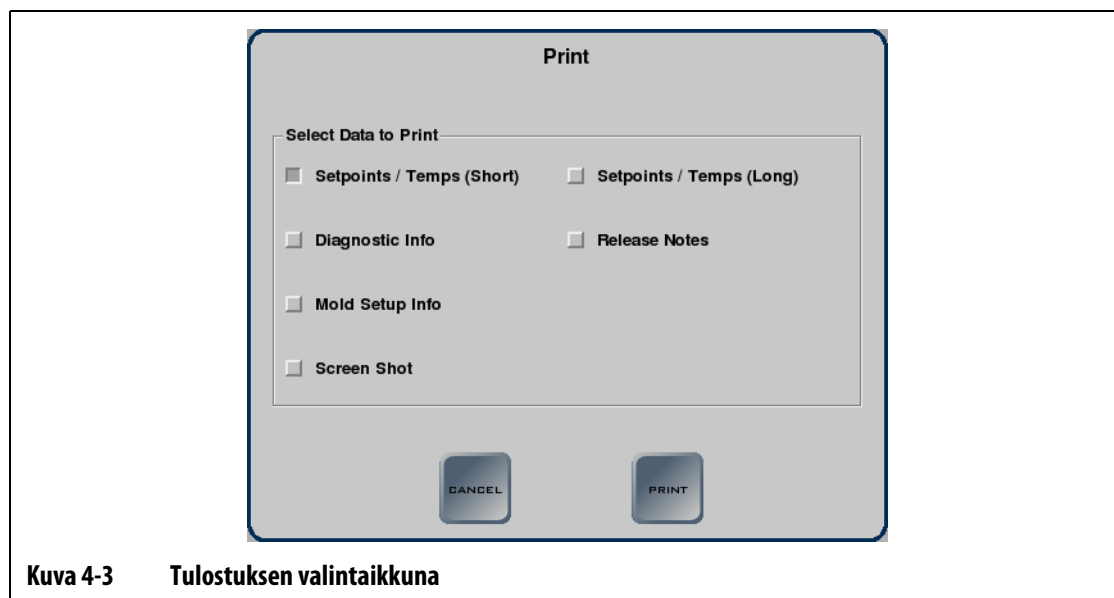 Print
Select Data to Print
Setpoints / Temps (Short) Setpoints / Temps (Long)
Diagnostic Info Release Notes
Mold Setup Info
Screen Shot
CANCEL PRINT
Kuva 4-3 Tulostuksen valintaikkuna